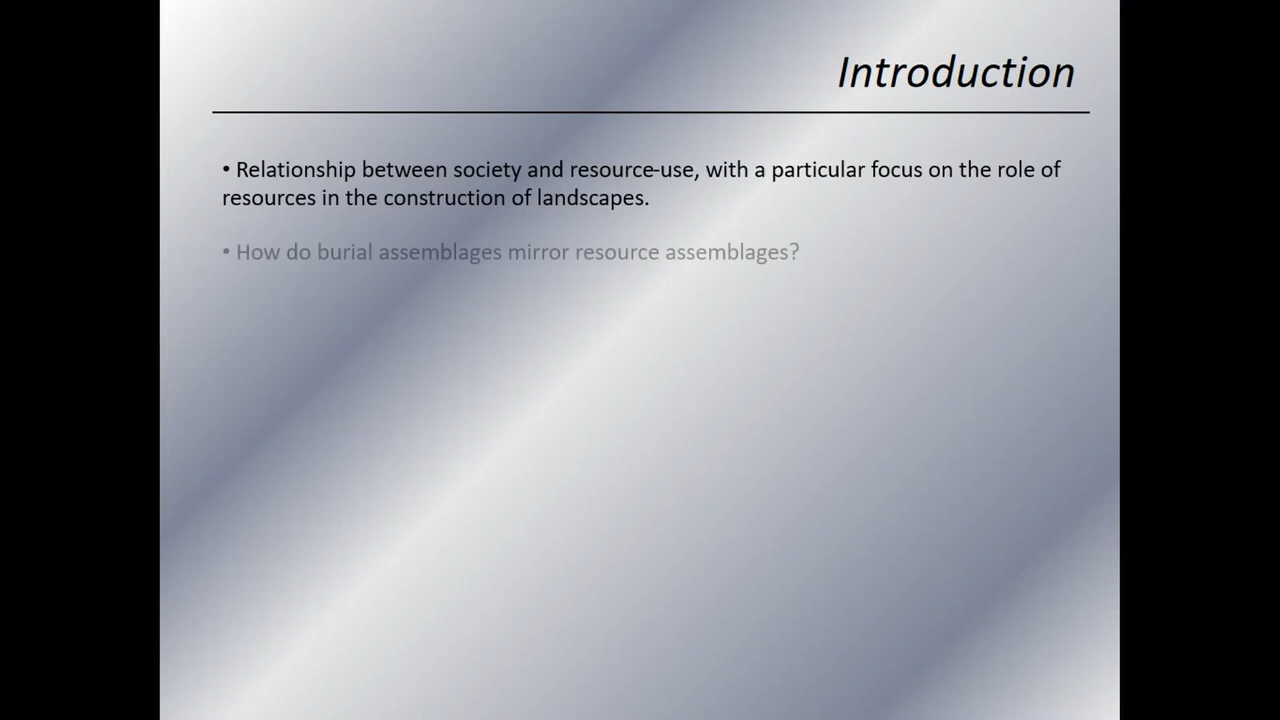 Introduction
• Relationship between society and resource-use, with a particular focus on the role of
resources in the construction of landscapes.
• How do burial assemblages mirror resource assemblages?